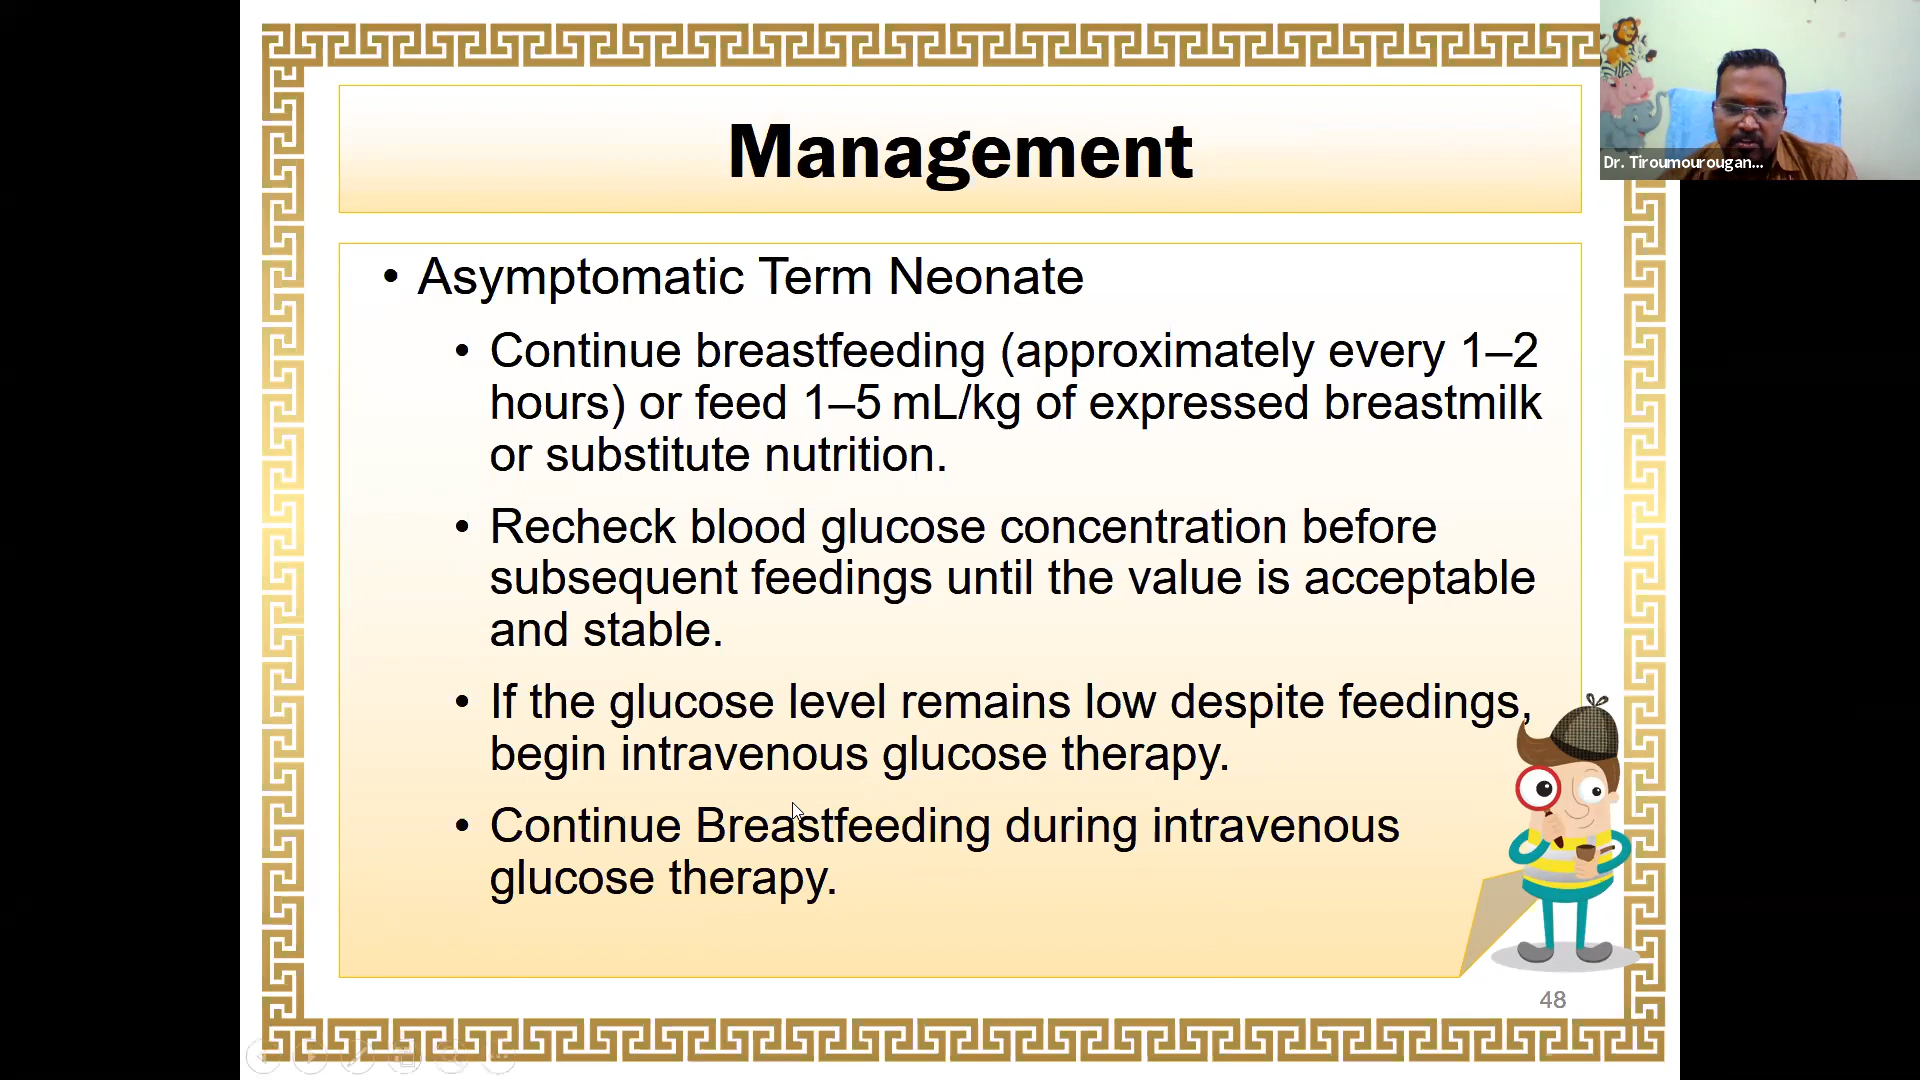 Management
Dr. Tiroumourougan...
• Asymptomatic Term Neonate
• Continue breastfeeding (approximately every 1–2
hours) or feed 1–5 mL/kg of expressed breastmilk
or substitute nutrition.
• Recheck blood glucose concentration before
subsequent feedings until the value is acceptable
and stable.
• If the glucose level remains low despite feedings,
begin intravenous glucose therapy.
• Continue Breastfeeding during intravenous
glucose therapy.
48